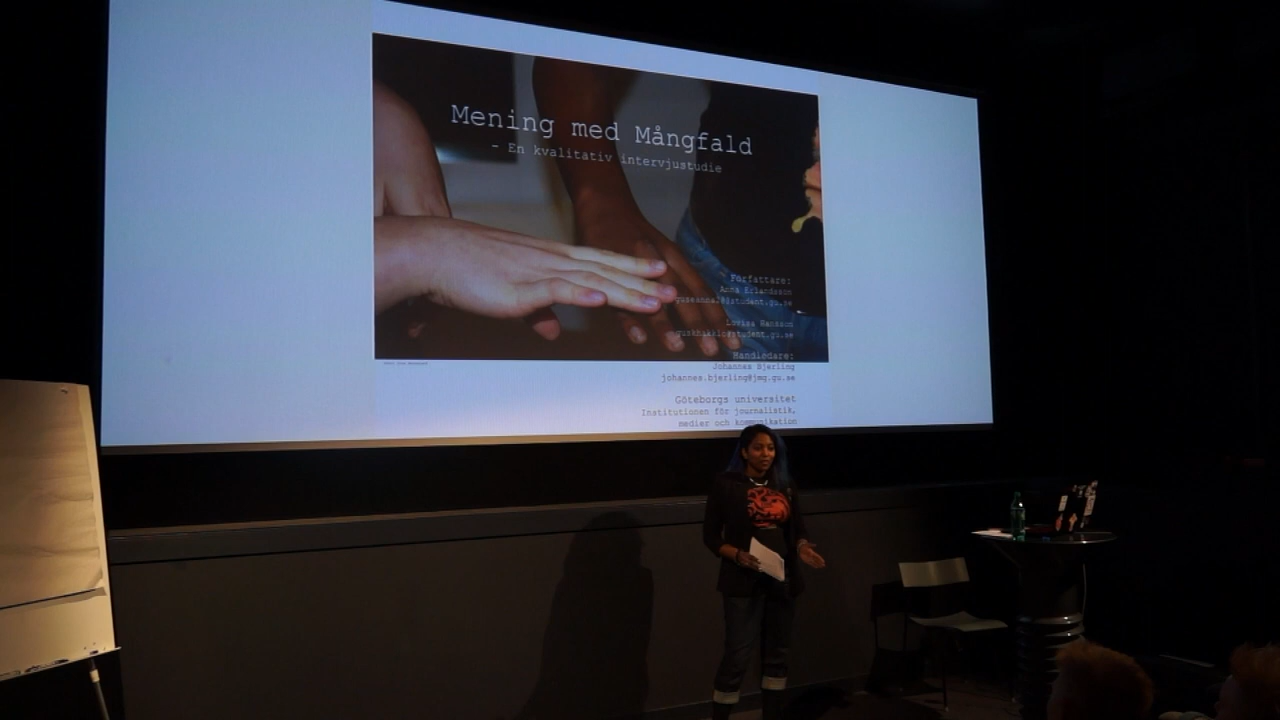 Mening med Mångfald
- En kvalitativ intervjustudie
Författare:
Anna Erlandsson
Lovisa Hansson
Handledare:
Johannes Bjerling
johannes.bjerling@jmg.gu.se
Göteborgs universitet
Institutionen för journalistik,
medier och kommunikation